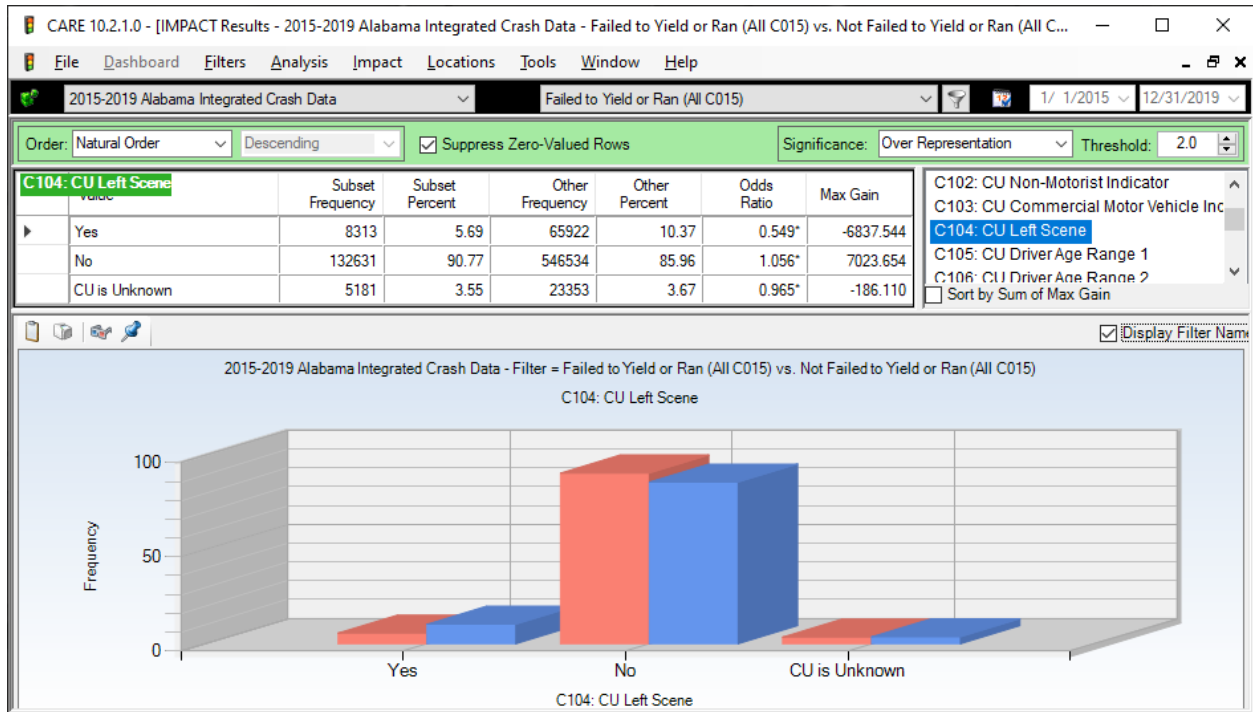 CARE 10.2.1.0 - [IMPACT Results - 2015-2019 Alabama Integrated Crash Data - Failed to Yield or Ran (All C015) vs. Not Failed to Yield or Ran (All C...
File Dashboard Filters Analysis Impact Locations Tools Window Help
2015-2019 Alabama Integrated Crash Data Failed to Yield or Ran (All C015) 1/ 1/2015 12/31/2019
Order: Natural Order Descending Suppress Zero-Valued Rows Significance: Over Representation Threshold: 2.0
C104: CU Left Scene Subset Frequency Subset Percent Other Frequency Other Percent Odds Ratio Max Gain
Yes 8313 5.69 65922 10.37 0.549* -6837.544
No 132631 90.77 546534 85.96 1.056* 7023.654
CU is Unknown 5181 3.55 23353 3.67 0.965* -186.110
C102: CU Non-Motorist Indicator
C103: CU Commercial Motor Vehicle Inc
C104: CU Left Scene
C105: CU Driver Age Range 1
C106: CU Driver Age Range 2
Sort by Sum of Max Gain
Display Filter Name
2015-2019 Alabama Integrated Crash Data - Filter = Failed to Yield or Ran (All C015) vs. Not Failed to Yield or Ran (All C015)
C104: CU Left Scene
100
50
0
Frequency
Yes No CU is Unknown
C104: CU Left Scene